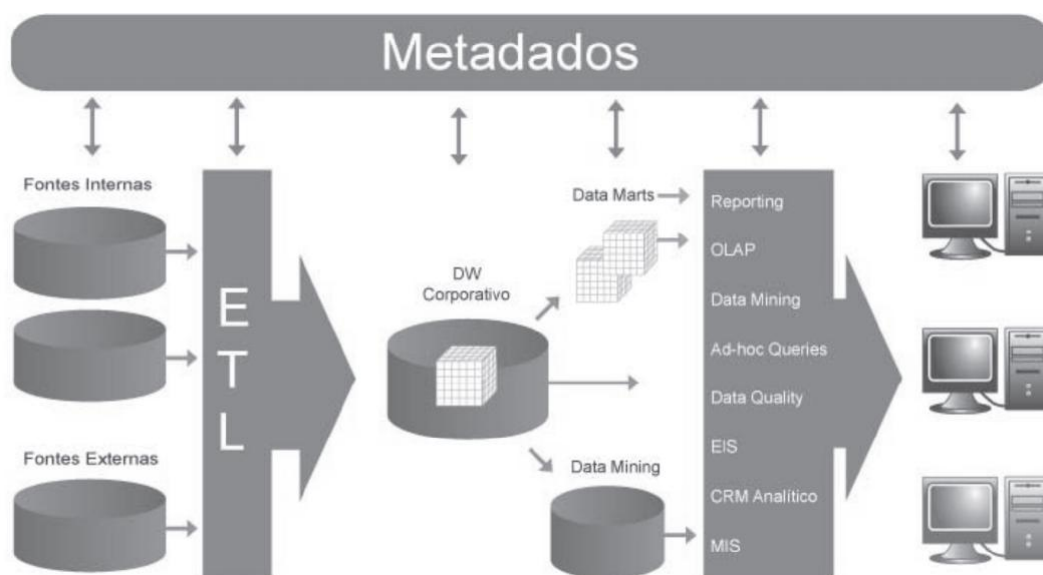 Metadados
Fontes Internas
Fontes Externas
E
T
L
DW
Corporativo
Data Marts
Data Mining
Reporting
OLAP
Data Mining
Ad-hoc Queries
Data Quality
EIS
CRM Analítico
MIS